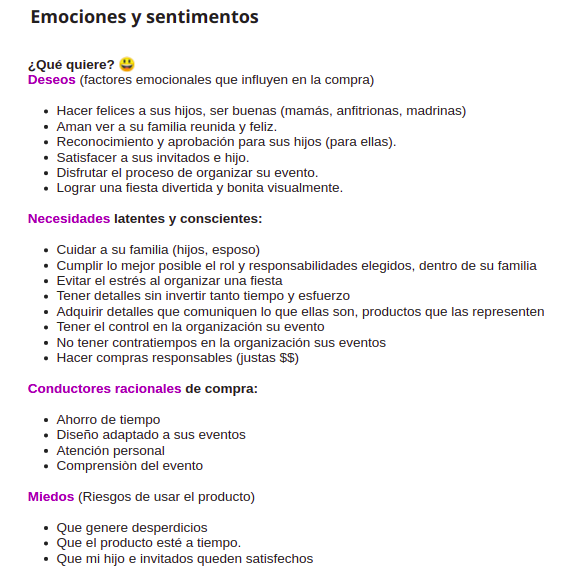 Emociones y sentimentos
¿Qué quiere? 😃
Deseos (factores emocionales que influyen en la compra)
• Hacer felices a sus hijos, ser buenas (mamás, anfitrionas, madrinas)
• Aman ver a su familia reunida y feliz.
• Reconocimiento y aprobación para sus hijos (para ellas).
• Satisfacer a sus invitados e hijo.
• Disfrutar el proceso de organizar su evento.
• Lograr una fiesta divertida y bonita visualmente.
Necesidades latentes y conscientes:
• Cuidar a su familia (hijos, esposo)
• Cumplir lo mejor posible el rol y responsabilidades elegidos, dentro de su familia
• Evitar el estrés al organizar una fiesta
• Tener detalles sin invertir tanto tiempo y esfuerzo
• Adquirir detalles que comuniquen lo que ellas son, productos que las representen
• Tener el control en la organización su evento
• No tener contratiempos en la organización sus eventos
• Hacer compras responsables (justas $$)
Conductores racionales de compra:
• Ahorro de tiempo
• Diseño adaptado a sus eventos
• Atención personal
• Comprensiòn del evento
Miedos (Riesgos de usar el producto)
• Que genere desperdicios
• Que el producto esté a tiempo.
• Que mi hijo e invitados queden satisfechos